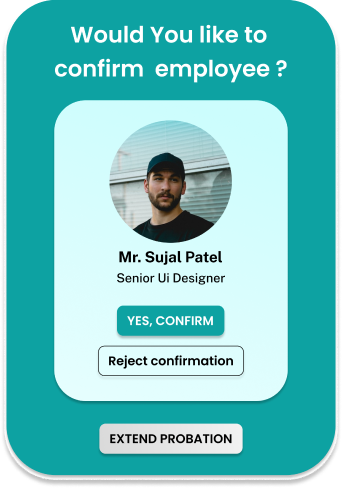 Would You like to
confirm employee ?
Mr. Sujal Patel
Senior Ui Designer
YES, CONFIRM
Reject confirmation
EXTEND PROBATION